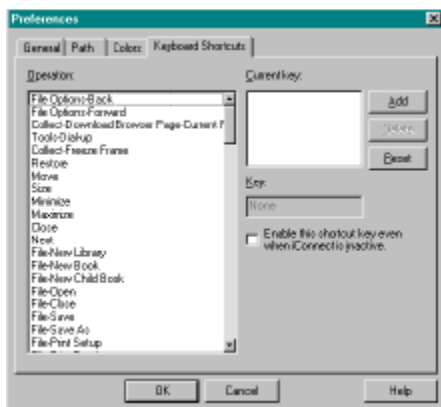 Preferences
General Path Colors Keyboard Shortcuts
Operation:
File Options-Back
File Options-Forward
Collect-Download Browser Page-Current F
Tools-Dialup
Collect-Freeze Frame
Restore
Move
Size
Minimize
Maximize
Close
Next
File-New Library
File-New Book
File-New Child Book
File-Open
File-Close
File-Save
File-Save As
File-Print Setup
Current key:
Add
Delete
Reset
Key:
None
Enable this shortcut key even
when iConnect is inactive.
OK Cancel Help